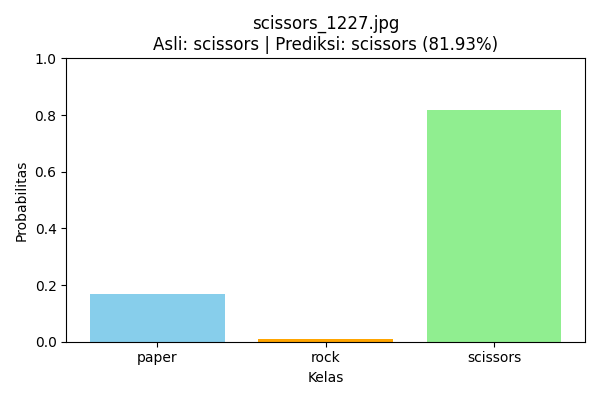 scissors_1227.jpg
Asli: scissors | Prediksi: scissors (81.93%)
1.0
0.8
0.6
0.4
0.2
0.0
Probabilitas
paper
rock
scissors
Kelas